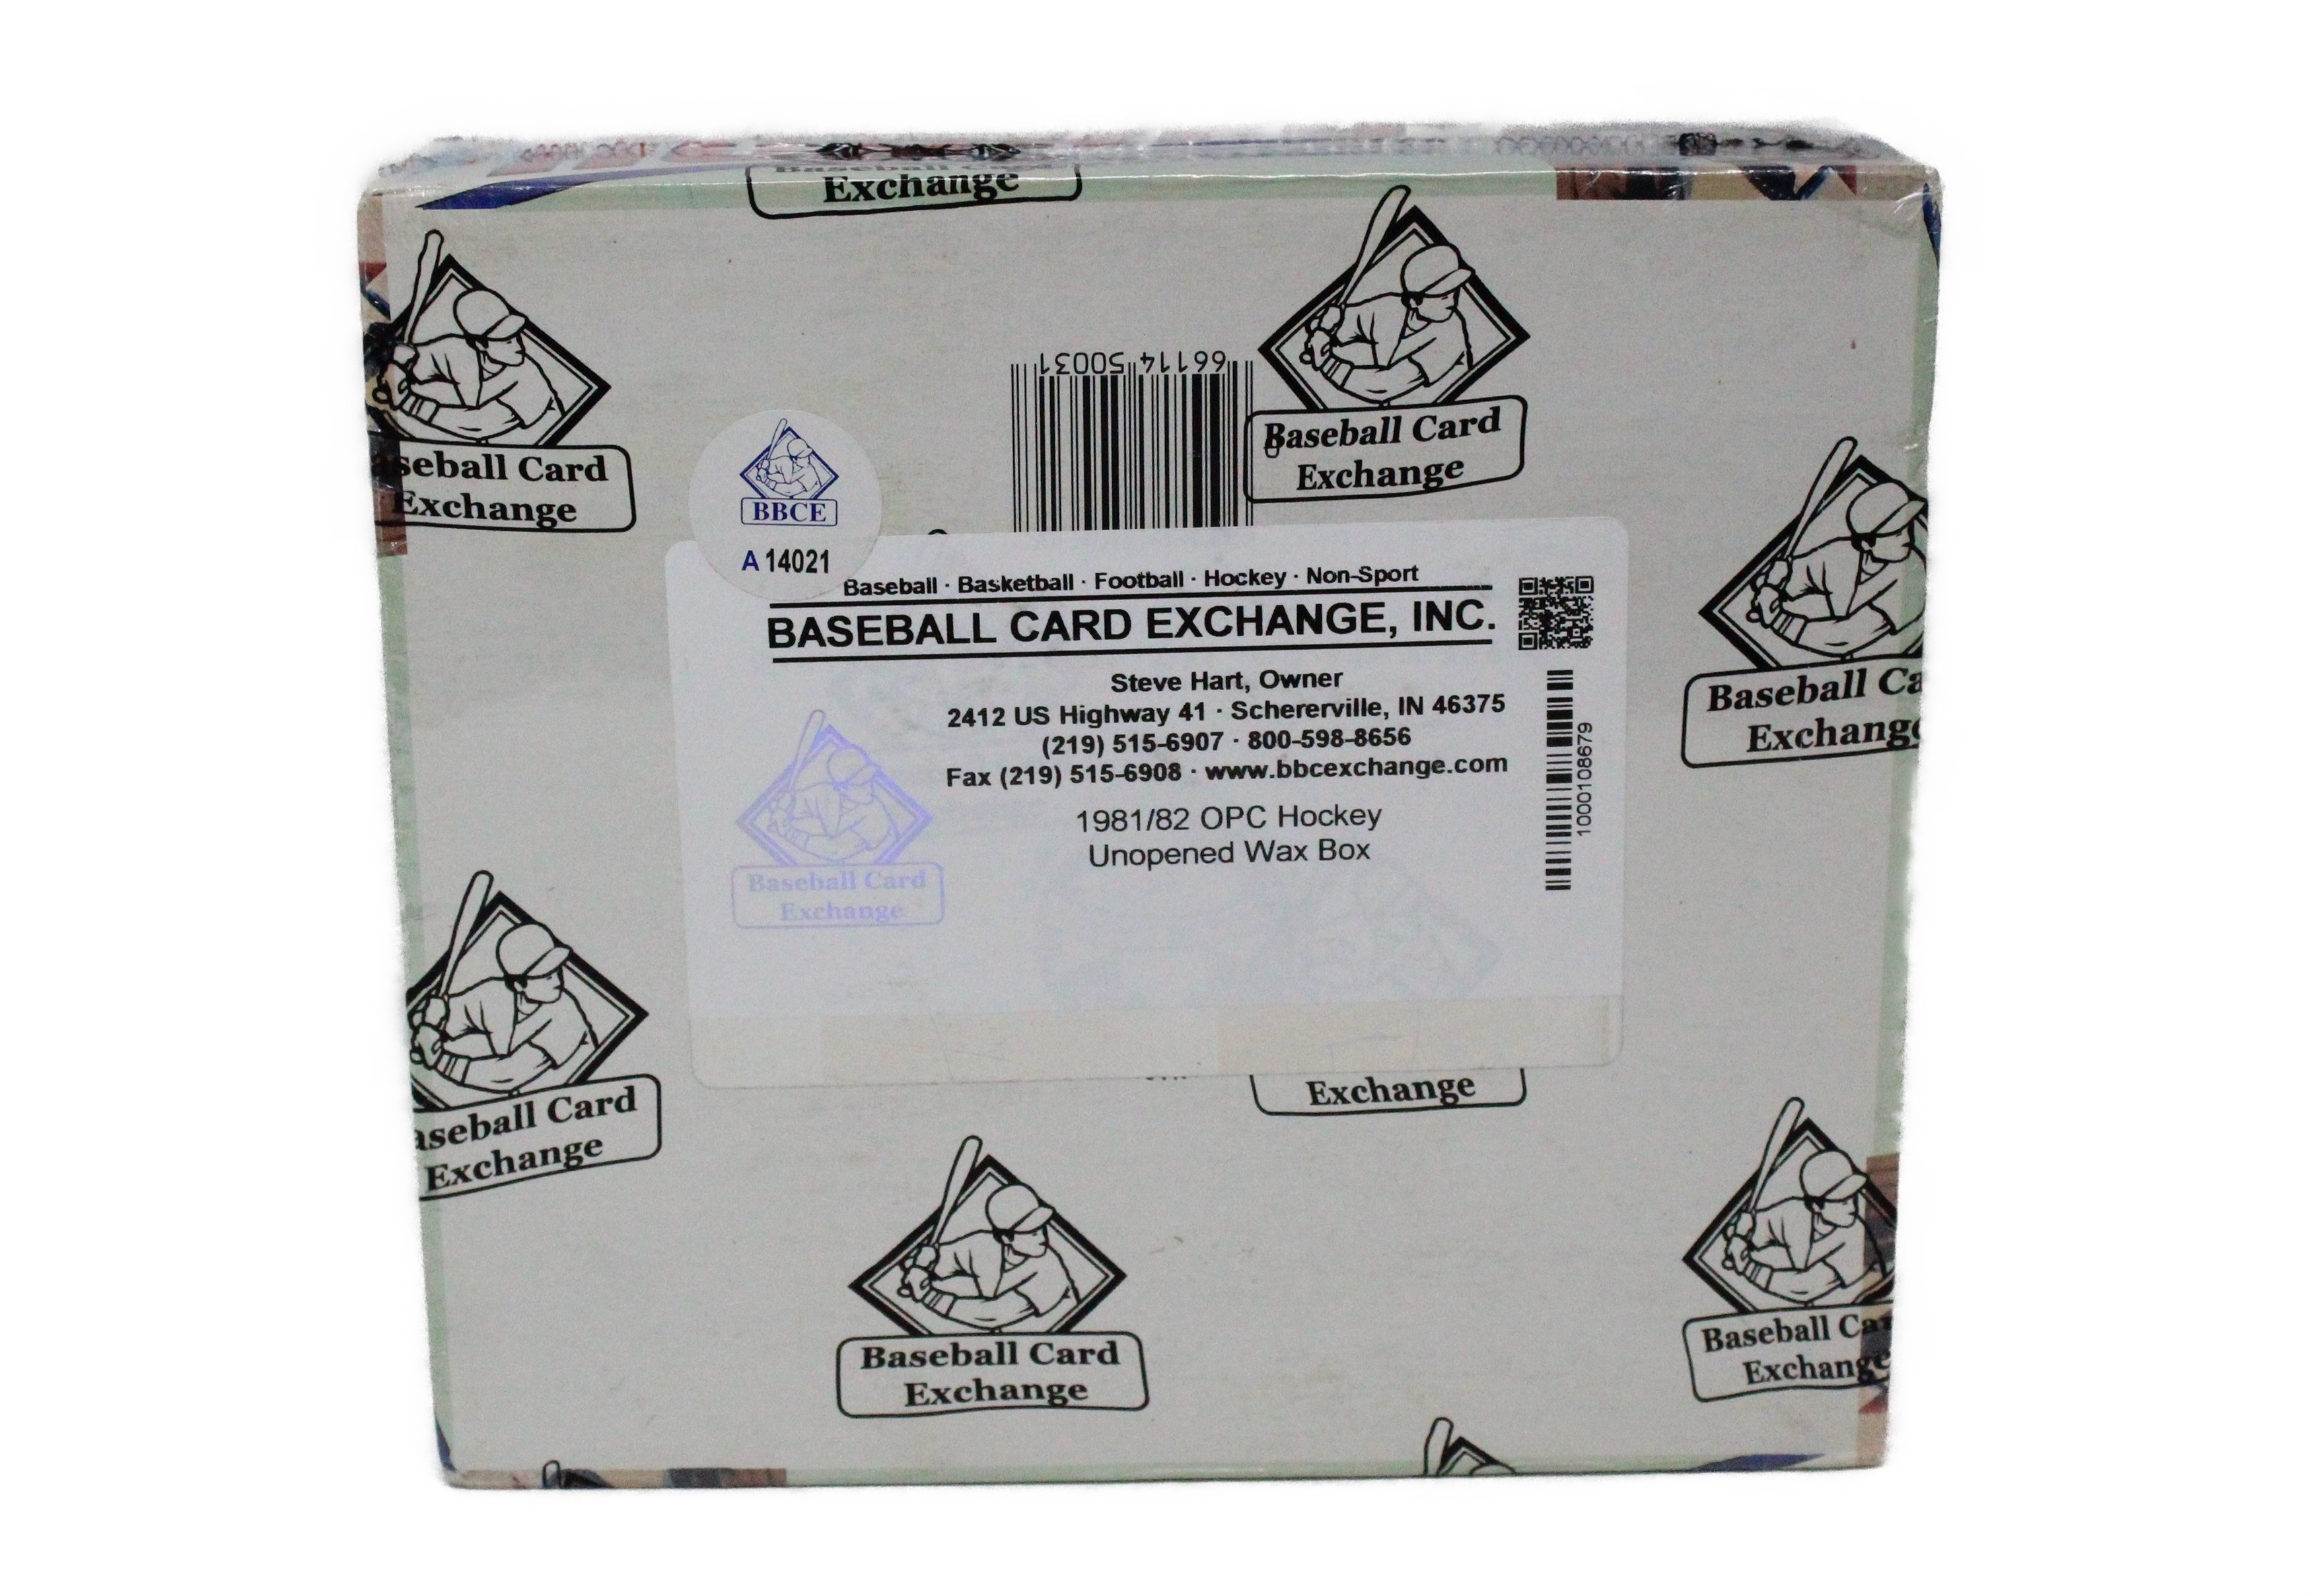 Exchange
Baseball Card
Exchange
seball Card
Exchange
66114 50031
0
BBCE
A 14021
Baseball · Basketball · Football · Hockey · Non-Sport
BASEBALL CARD EXCHANGE, INC.
Steve Hart, Owner
2412 US Highway 41 · Schererville, IN 46375
(219) 515-6907 · 800-598-8656
Fax (219) 515-6908 · www.bbcexchange.com
1981/82 OPC Hockey
Unopened Wax Box
1000108679
Baseball Card
Exchange
Baseball Ca
Exchange
aseball Card
Exchange
Exchange
Baseball Card
Exchange
Baseball Car
Exchange